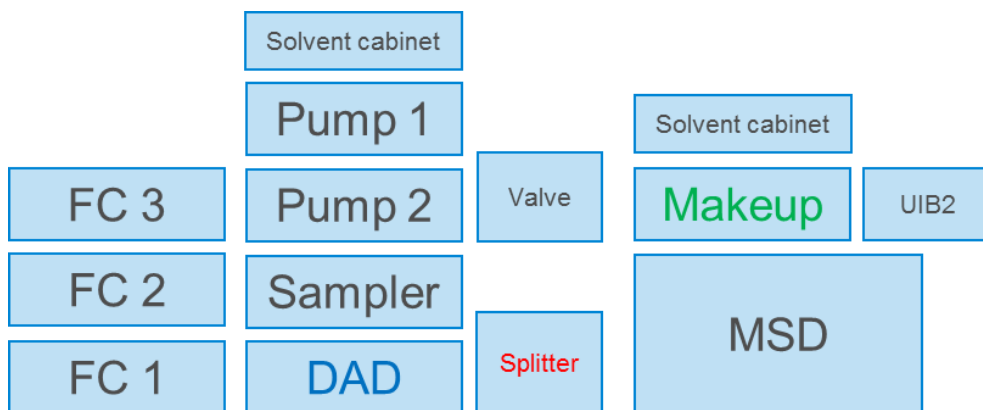 Solvent cabinet
Pump 1
Solvent cabinet
FC 3
Pump 2
Valve
Makeup
UIB2
FC 2
Sampler
MSD
FC 1
DAD
Splitter